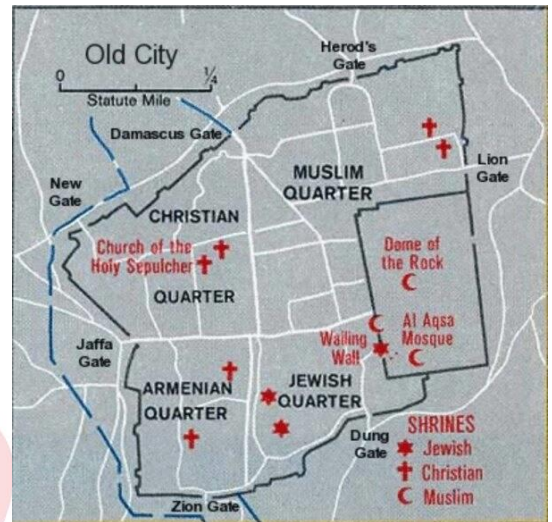 Old City
0 1/4
Statute Mile
Herod's
Gate
Damascus Gate
New
Gate
Lion
Gate
MUSLIM
QUARTER
CHRISTIAN
Church of the
Holy Sepulcher
QUARTER
Dome of
the Rock
Jaffa
Gate
Wailing
Wall
Al Aqsa
Mosque
ARMENIAN
QUARTER
JEWISH
QUARTER
Dung
Gate
Zion Gate
SHRINES
Jewish
Christian
Muslim